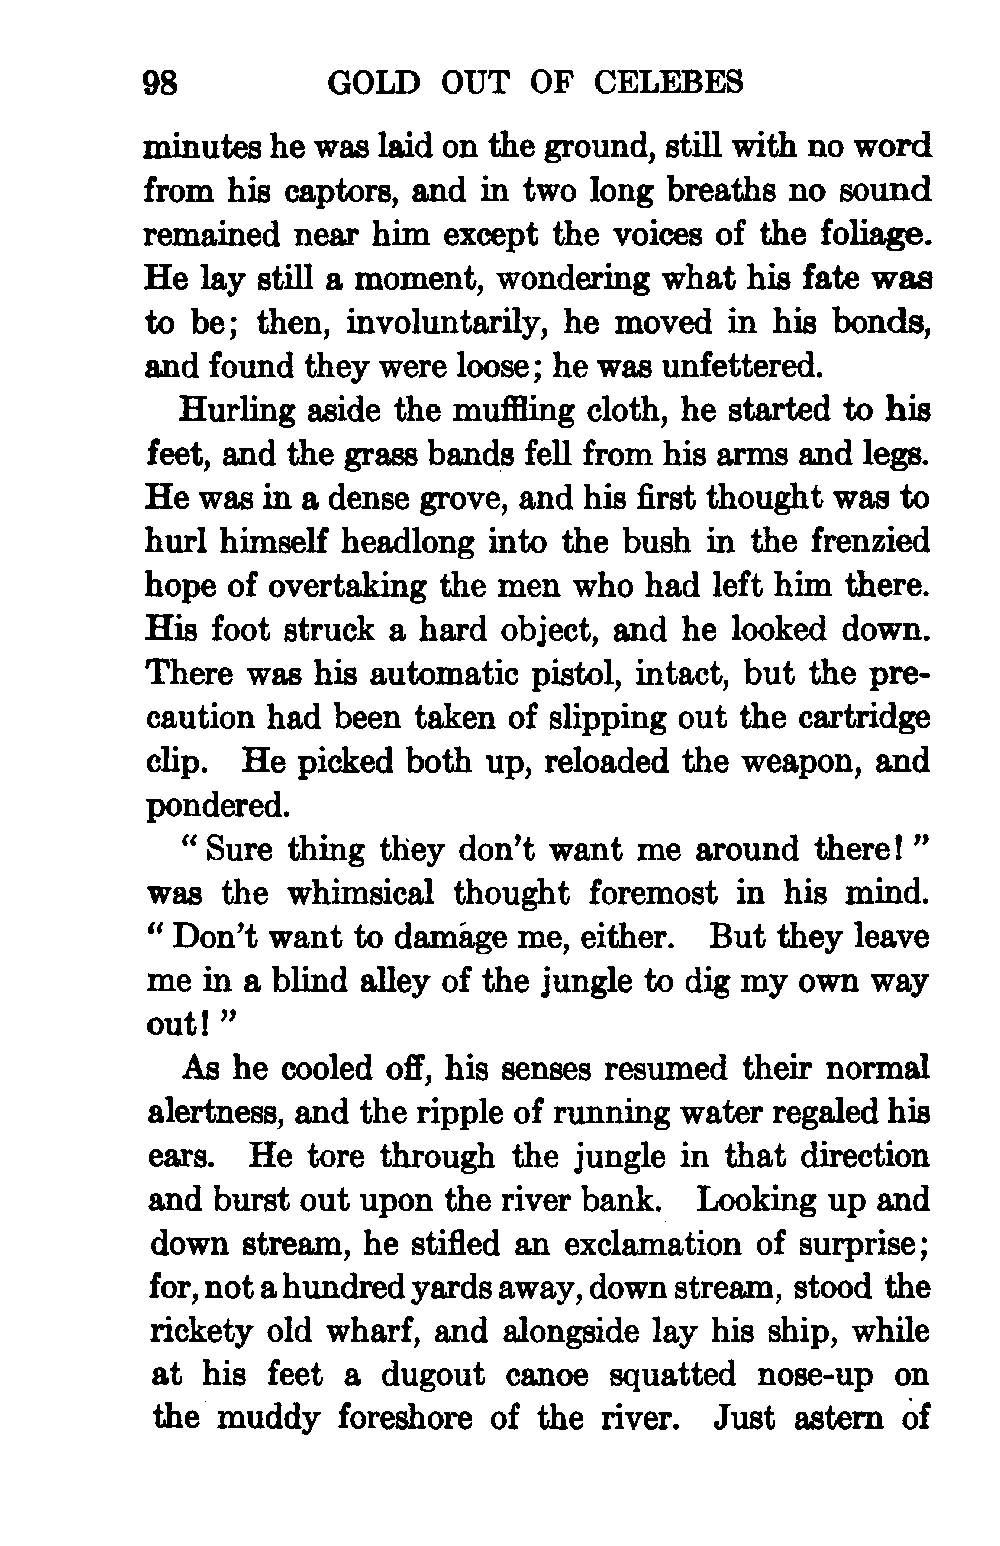 98 GOLD OUT OF CELEBES
minutes he was laid on the ground, still with no word
from his captors, and in two long breaths no sound
remained near him except the voices of the foliage.
He lay still a moment, wondering what his fate was
to be; then, involuntarily, he moved in his bonds,
and found they were loose; he was unfettered.
Hurling aside the muffling cloth, he started to his
feet, and the grass bands fell from his arms and legs.
He was in a dense grove, and his first thought was to
hurl himself headlong into the bush in the frenzied
hope of overtaking the men who had left him there.
His foot struck a hard object, and he looked down.
There was his automatic pistol, intact, but the pre-
caution had been taken of slipping out the cartridge
clip. He picked both up, reloaded the weapon, and
pondered.
“ Sure thing they don’t want me around there! ”
was the whimsical thought foremost in his mind.
“ Don’t want to damage me, either. But they leave
me in a blind alley of the jungle to dig my own way
out! ”
As he cooled off, his senses resumed their normal
alertness, and the ripple of running water regaled his
ears. He tore through the jungle in that direction
and burst out upon the river bank. Looking up and
down stream, he stifled an exclamation of surprise;
for, not a hundred yards away, down stream, stood the
rickety old wharf, and alongside lay his ship, while
at his feet a dugout canoe squatted nose-up on
the muddy foreshore of the river. Just astern of